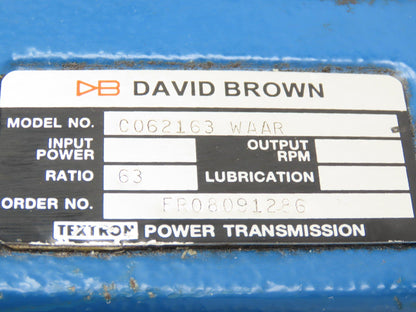 DB DAVID BROWN
MODEL NO. C062163 WAAR
INPUT POWER OUTPUT RPM
RATIO 63 LUBRICATION
ORDER NO. FR08091286
TEXTRON POWER TRANSMISSION